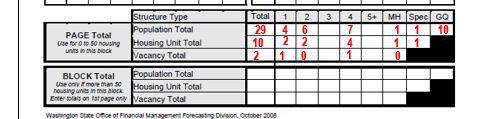 Structure Type Total 1 2 3 4 5+ MH Spec GQ
PAGE Total
Use for 0 to 50 housing
units in this block
Population Total 29 4 6 7 1 1 10
Housing Unit Total 10 2 2 4 1 1
Vacancy Total 2 1 0 1 0
BLOCK Total
Use only if more than 50
housing units in this block
Enter totals on 1st page only
Population Total
Housing Unit Total
Vacancy Total
Washington State Office of Financial Management Forecasting Division, October 2008